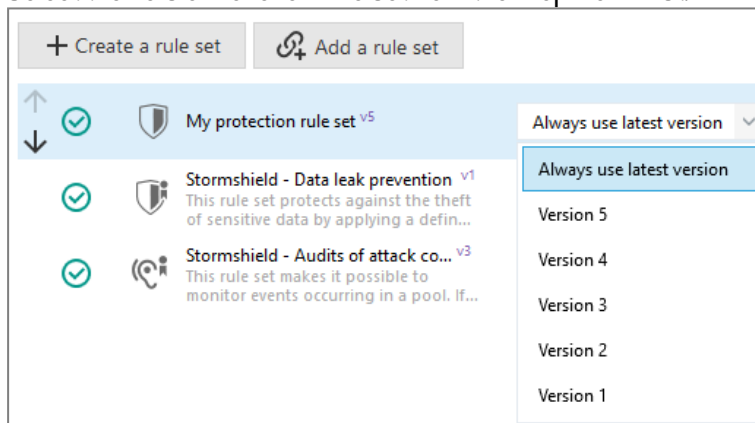 + Create a rule set
Add a rule set
My protection rule set v5
Always use latest version
Stormshield - Data leak prevention v1
This rule set protects against the theft
of sensitive data by applying a defin...
Stormshield - Audits of attack co... v3
This rule set makes it possible to
monitor events occurring in a pool. If...
Always use latest version
Version 5
Version 4
Version 3
Version 2
Version 1